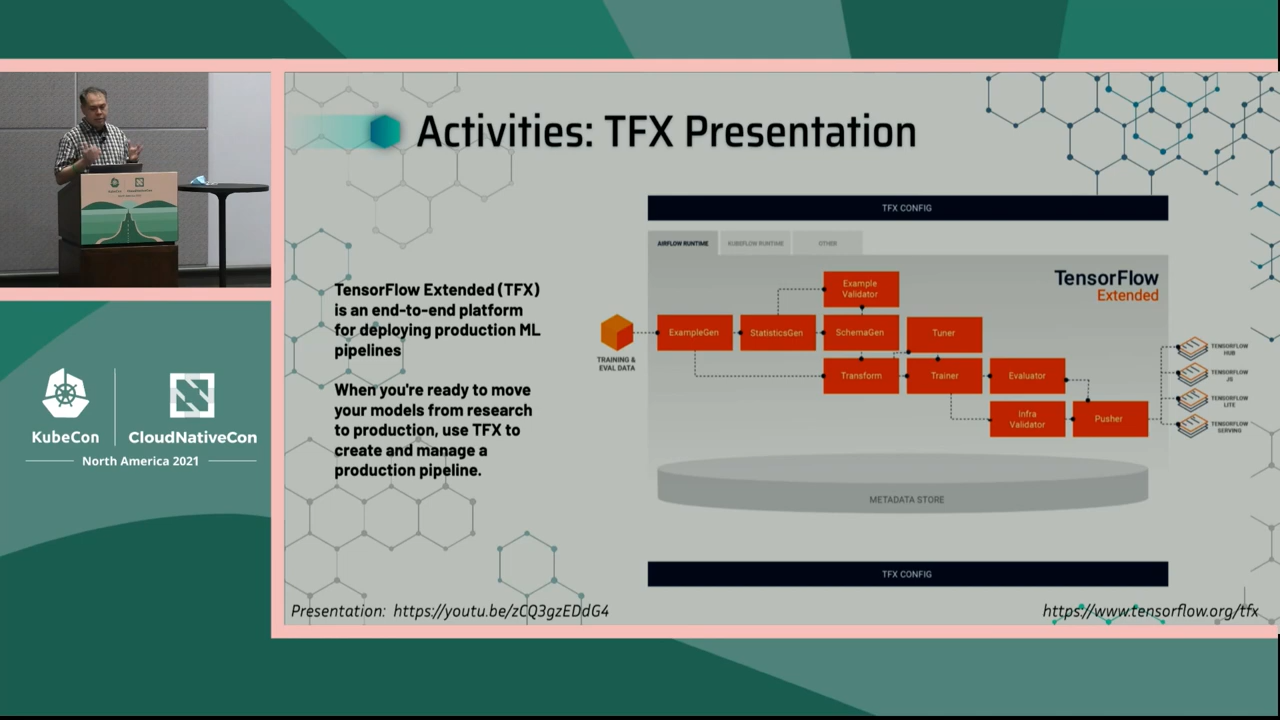 Activities: TFX Presentation
TensorFlow Extended (TFX)
is an end-to-end platform
for deploying production ML
pipelines
When you're ready to move
your models from research
to production, use TFX to
create and manage a
production pipeline.
TFX CONFIG
AIRFLOW RUNTIME
KUBEFLOW RUNTIME
OTHER
TensorFlow
Extended
TRAINING &
EVAL DATA
ExampleGen
StatisticsGen
Example
Validator
SchemaGen
Tuner
Transform
Trainer
Evaluator
Infra
Validator
Pusher
TENSORFLOW
HUB
TENSORFLOW
JS
TENSORFLOW
LITE
TENSORFLOW
SERVING
METADATA STORE
TFX CONFIG
Presentation: https://youtu.be/zCQ3gzEDdG4
https://www.tensorflow.org/tfx
KubeCon
CloudNativeCon
North America 2021
KubeCon
CloudNativeCon